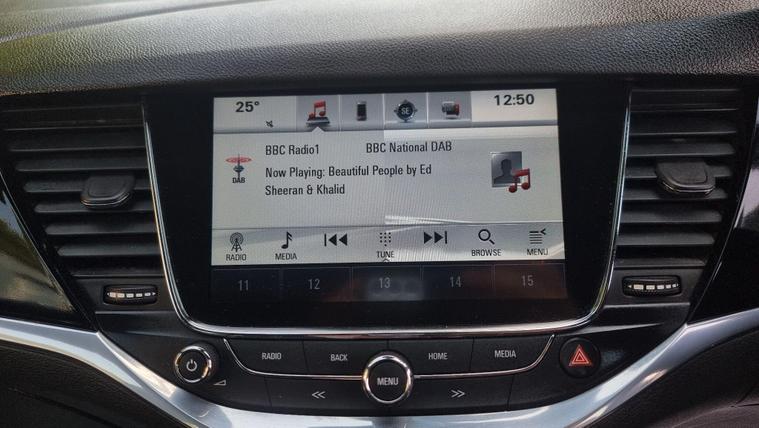 25° 12:50
SE
BBC Radio1 BBC National DAB
DAB
Now Playing: Beautiful People by Ed
Sheeran & Khalid
RADIO MEDIA TUNE BROWSE MENU
11 12 13 14 15
RADIO BACK HOME MEDIA
MENU